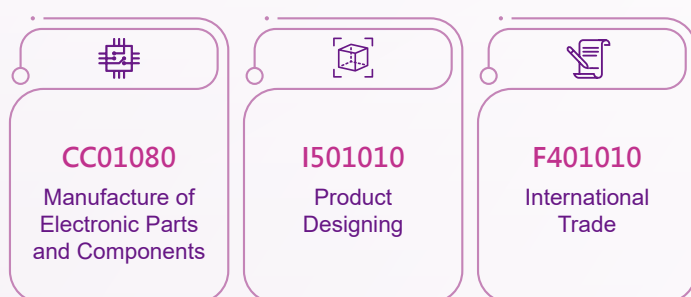 CC01080
Manufacture of
Electronic Parts
and Components
I501010
Product
Designing
F401010
International
Trade